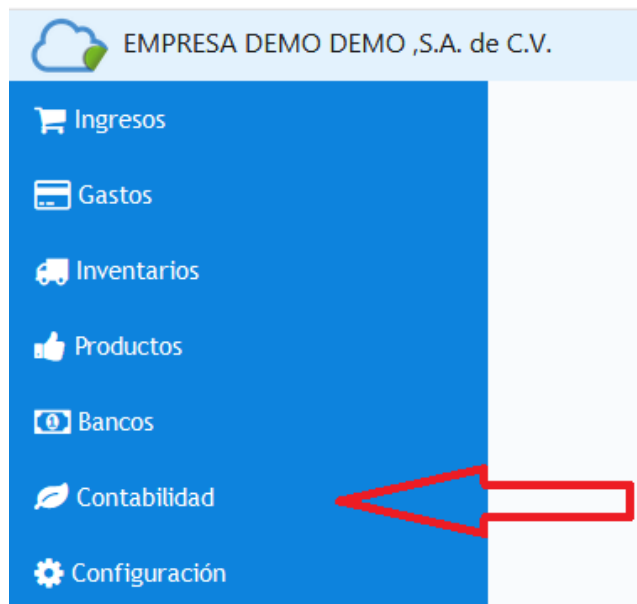 EMPRESA DEMO DEMO ,S.A. de C.V.
Ingresos
Gastos
Inventarios
Productos
Bancos
Contabilidad
Configuración